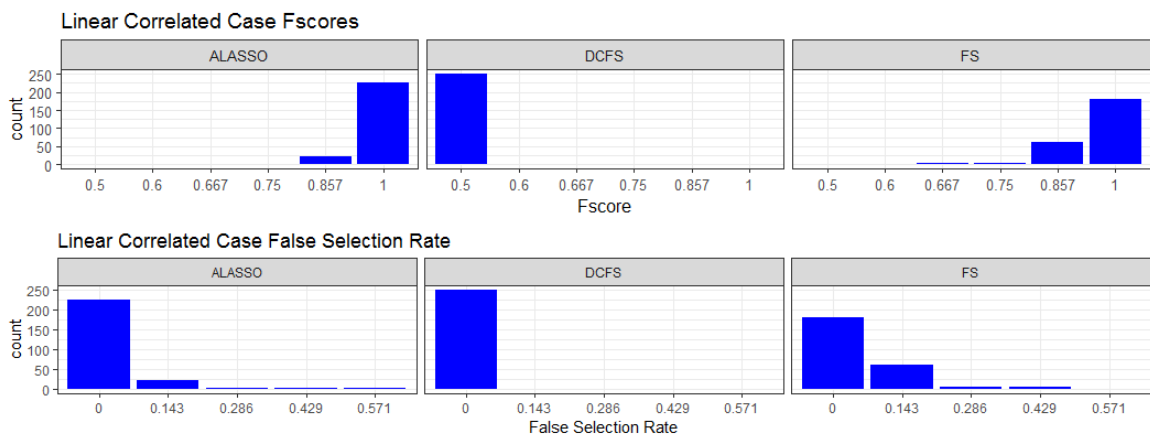 Linear Correlated Case Fscores
ALASSO DCFS FS
250
200
150
100
50
0
count
0.5 0.6 0.667 0.75 0.857 1 0.5 0.6 0.667 0.75 0.857 1 0.5 0.6 0.667 0.75 0.857 1
Fscore
Linear Correlated Case False Selection Rate
ALASSO DCFS FS
250
200
150
100
50
0
count
0 0.143 0.286 0.429 0.571 0 0.143 0.286 0.429 0.571 0 0.143 0.286 0.429 0.571
False Selection Rate